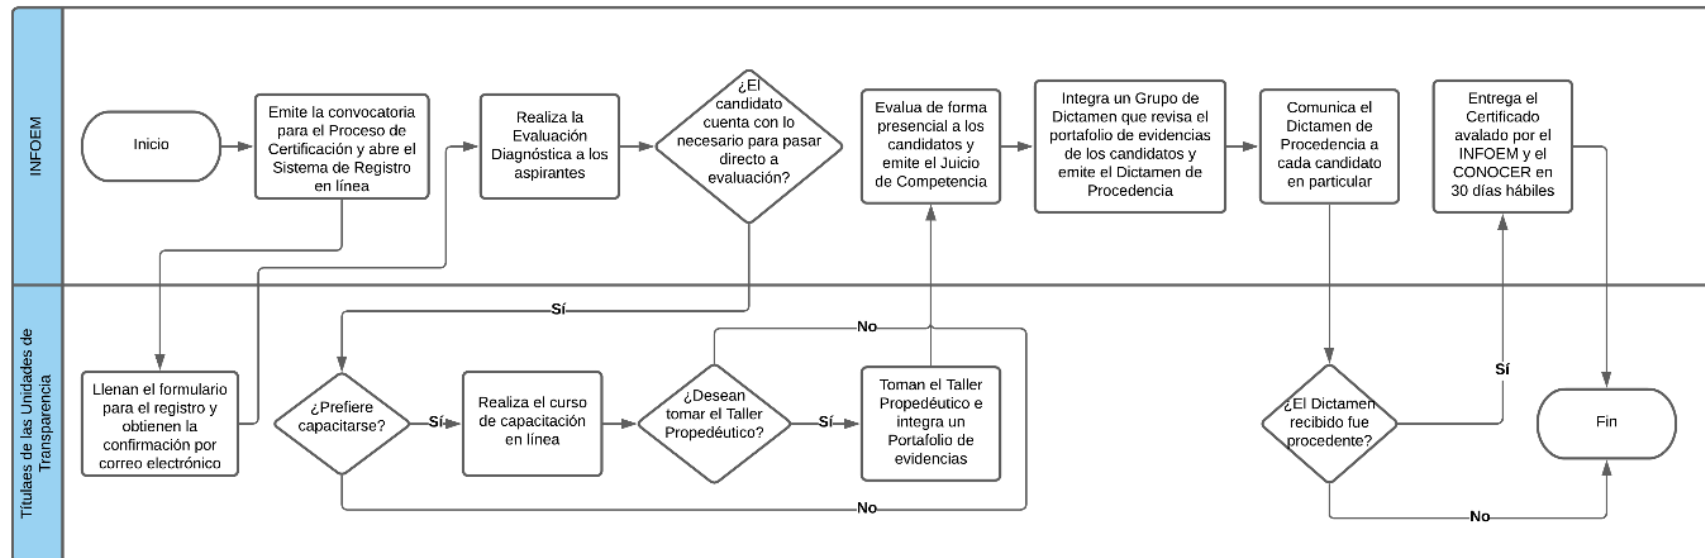 INFOEM
Inicio
Emite la convocatoria
para el Proceso de
Certificación y abre el
Sistema de Registro
en línea
Realiza la
Evaluación
Diagnóstica a los
aspirantes
¿El
candidato
cuenta con lo
necesario para pasar
directo a
evaluación?
Evalua de forma
presencial a los
candidatos y
emite el Juicio
de Competencia
Integra un Grupo de
Dictamen que revisa el
portafolio de evidencias
de los candidatos y
emite el Dictamen de
Procedencia
Comunica el
Dictamen de
Procedencia a
cada candidato
en particular
Entrega el
Certificado
avalado por el
INFOEM y el
CONOCER en
30 días hábiles
Títulaes de las Unidades de
Transparencia
Llenan el formulario
para el registro y
obtienen la
confirmación por
correo electrónico
Sí
¿Prefiere
capacitarse?
Sí
Realiza el curso
de capacitación
en línea
¿Desean
tomar el Taller
Propedéutico?
No
Sí
Toman el Taller
Propedéutico e
integra un
Portafolio de
evidencias
No
¿El Dictamen
recibido fue
procedente?
Sí
No
Fin